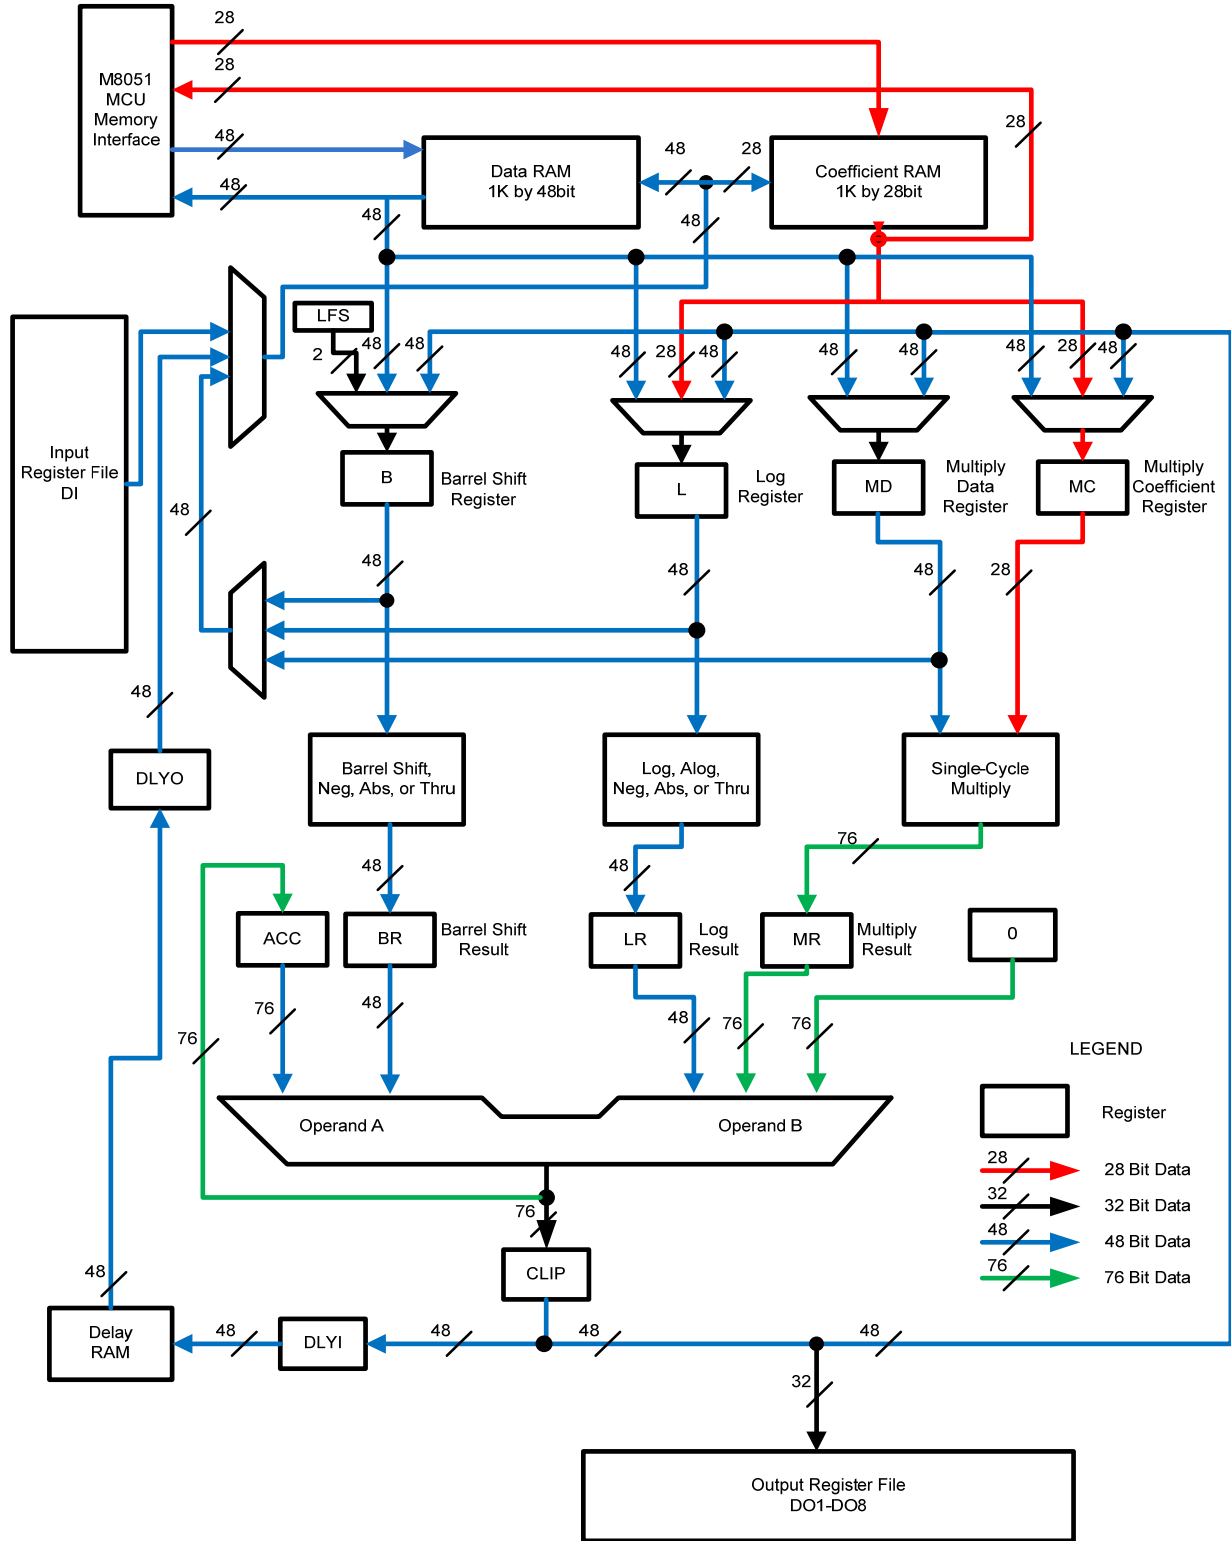 28
28
M8051
MCU
Memory
Interface
48
48
28
Data RAM
1K by 48bit
48
28
Coefficient RAM
1K by 28bit
48
48
LFS
2
48
48
48
28
48
48
48
48
28
48
Input
Register File
DI
B
Barrel Shift
Register
L
Log
Register
MD
Multiply
Data
Register
MC
Multiply
Coefficient
Register
48
48
48
48
28
48
DLYO
Barrel Shift,
Neg, Abs, or Thru
Log, Alog,
Neg, Abs, or Thru
Single-Cycle
Multiply
48
48
76
ACC
BR
Barrel Shift
Result
LR
Log
Result
MR
Multiply
Result
0
76
76
48
48
76
76
LEGEND
Operand A
Operand B
Register
28
28 Bit Data
32
32 Bit Data
48
48 Bit Data
76
76 Bit Data
76
CLIP
48
Delay
RAM
48
DLYI
48
48
48
32
Output Register File
DO1-DO8